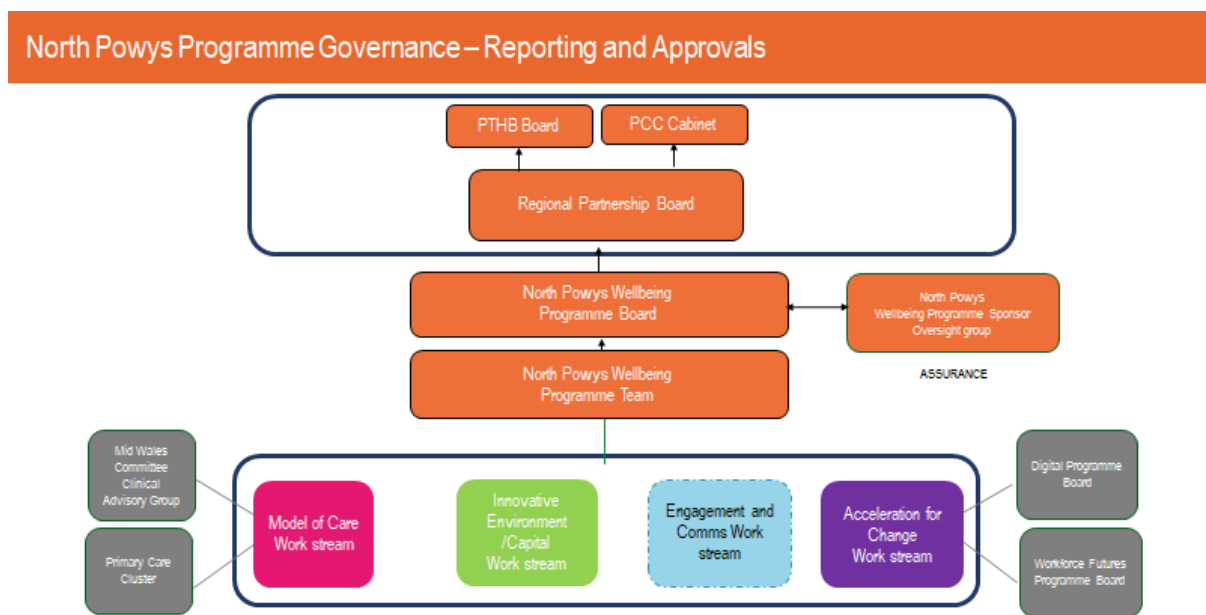 North Powys Programme Governance – Reporting and Approvals
PTHB Board
PCC Cabinet
Regional Partnership Board
North Powys Wellbeing
Programme Board
North Powys
Wellbeing Programme Sponsor
Oversight group
ASSURANCE
North Powys Wellbeing
Programme Team
Mid Wales
Committee
Clinical
Advisory Group
Primary Care
Cluster
Model of Care
Work stream
Innovative
Environment
/Capital
Work stream
Engagement and
Comms Work
stream
Acceleration for
Change
Work stream
Digital Programme
Board
Workforce Futures
Programme Board